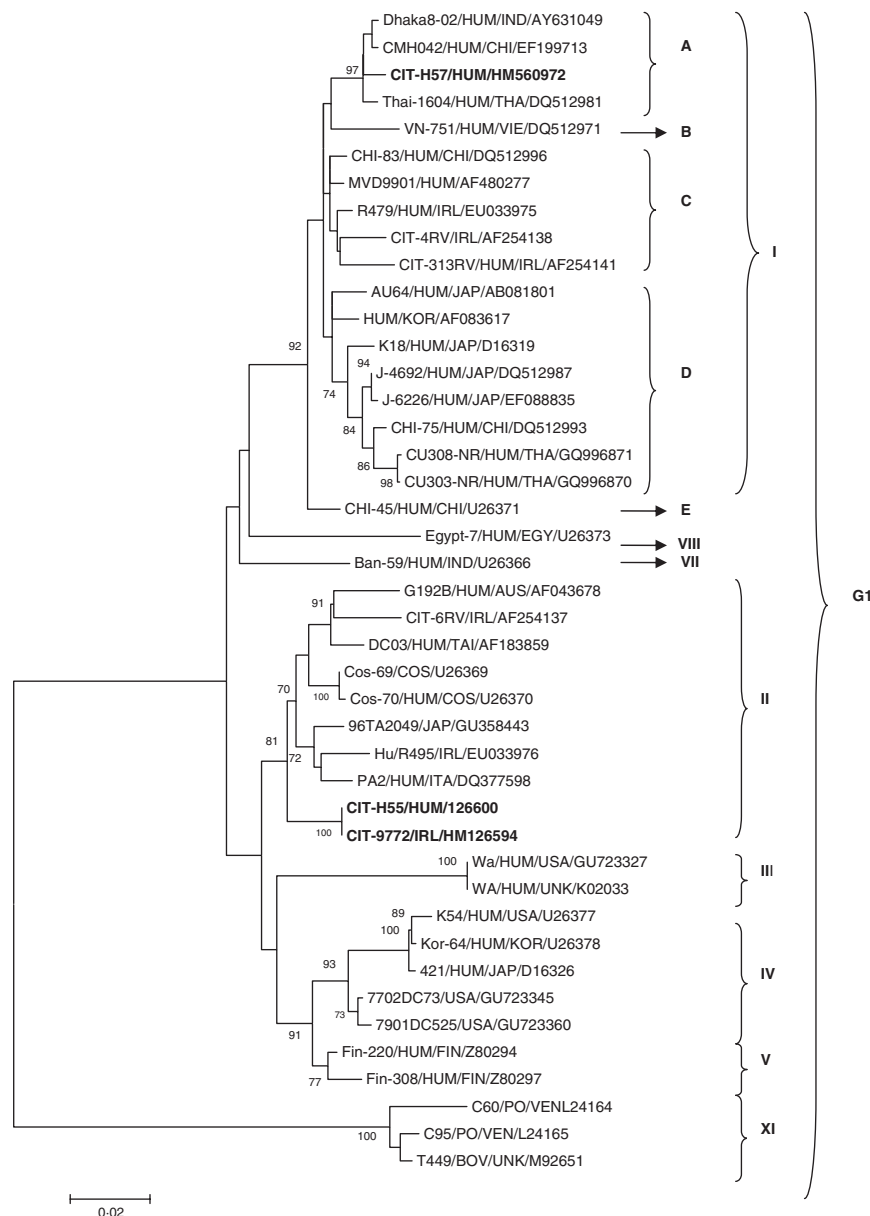 Dhaka8-02/HUM/IND/AY631049
CMH042/HUM/CHI/EF199713
A
97
CIT-H57/HUM/HM560972
Thai-1604/HUM/THA/DQ512981
VN-751/HUM/VIE/DQ512971
B
CHI-83/HUM/CHI/DQ512996
MVD9901/HUM/AF480277
C
R479/HUM/IRL/EU033975
CIT-4RV/IRL/AF254138
I
CIT-313RV/HUM/IRL/AF254141
AU64/HUM/JAP/AB081801
HUM/KOR/AF083617
92
K18/HUM/JAP/D16319
94
J-4692/HUM/JAP/DQ512987
D
74
J-6226/HUM/JAP/EF088835
84
CHI-75/HUM/CHI/DQ512993
CU308-NR/HUM/THA/GQ996871
86
98
CU303-NR/HUM/THA/GQ996870
CHI-45/HUM/CHI/U26371
E
Egypt-7/HUM/EGY/U26373
VIII
Ban-59/HUM/IND/U26366
VII
G192B/HUM/AUS/AF043678
G1
91
CIT-6RV/IRL/AF254137
DC03/HUM/TAI/AF183859
Cos-69/COS/U26369
70
100
Cos-70/HUM/COS/U26370
II
96TA2049/JAP/GU358443
81
72
Hu/R495/IRL/EU033976
PA2/HUM/ITA/DQ377598
CIT-H55/HUM/126600
100
CIT-9772/IRL/HM126594
100
Wa/HUM/USA/GU723327
III
WA/HUM/UNK/K02033
89
K54/HUM/USA/U26377
100
Kor-64/HUM/KOR/U26378
93
421/HUM/JAP/D16326
IV
7702DC73/USA/GU723345
73
7901DC525/USA/GU723360
91
Fin-220/HUM/FIN/Z80294
V
77
Fin-308/HUM/FIN/Z80297
C60/PO/VENL24164
100
C95/PO/VEN/L24165
XI
T449/BOV/UNK/M92651
0·02